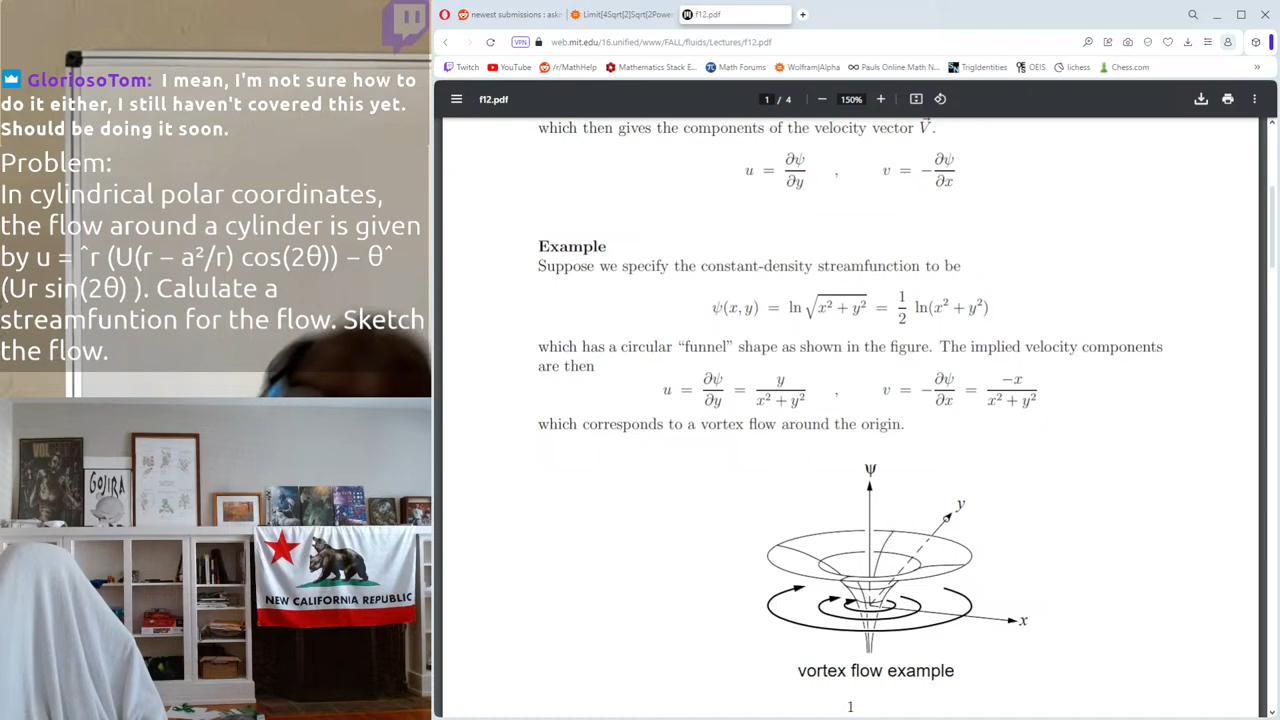 GloriosoTom: I mean, I'm not sure how to
do it either, I still haven't covered this yet.
Should be doing it soon.
Problem:
In cylindrical polar coordinates,
the flow around a cylinder is given
by u = ˆr (U(r − a²/r) cos(2θ)) − θˆ
(Ur sin(2θ) ). Calulate a
streamfuntion for the flow. Sketch
the flow.
GOJIRA
NEW CALIFORNIA REPUBLIC
newest submissions : ask
Limit[4Sqrt[2]Sqrt[2Powe
f12.pdf
VPN
web.mit.edu/16.unified/www/FALL/fluids/Lectures/f12.pdf
Twitch
YouTube
/r/MathHelp
Mathematics Stack E...
Math Forums
Wolfram|Alpha
Pauls Online Math N...
TrigIdentities
OEIS
lichess
Chess.com
f12.pdf
1 / 4
150%
which then gives the components of the velocity vector V⃗.
u = ∂ψ/∂y , v = −∂ψ/∂x
Example
Suppose we specify the constant-density streamfunction to be
ψ(x, y) = ln √(x² + y²) = 1/2 ln(x² + y²)
which has a circular “funnel” shape as shown in the figure. The implied velocity components
are then
u = ∂ψ/∂y = y/(x² + y²) , v = −∂ψ/∂x = −x/(x² + y²)
which corresponds to a vortex flow around the origin.
ψ
y
x
vortex flow example
1